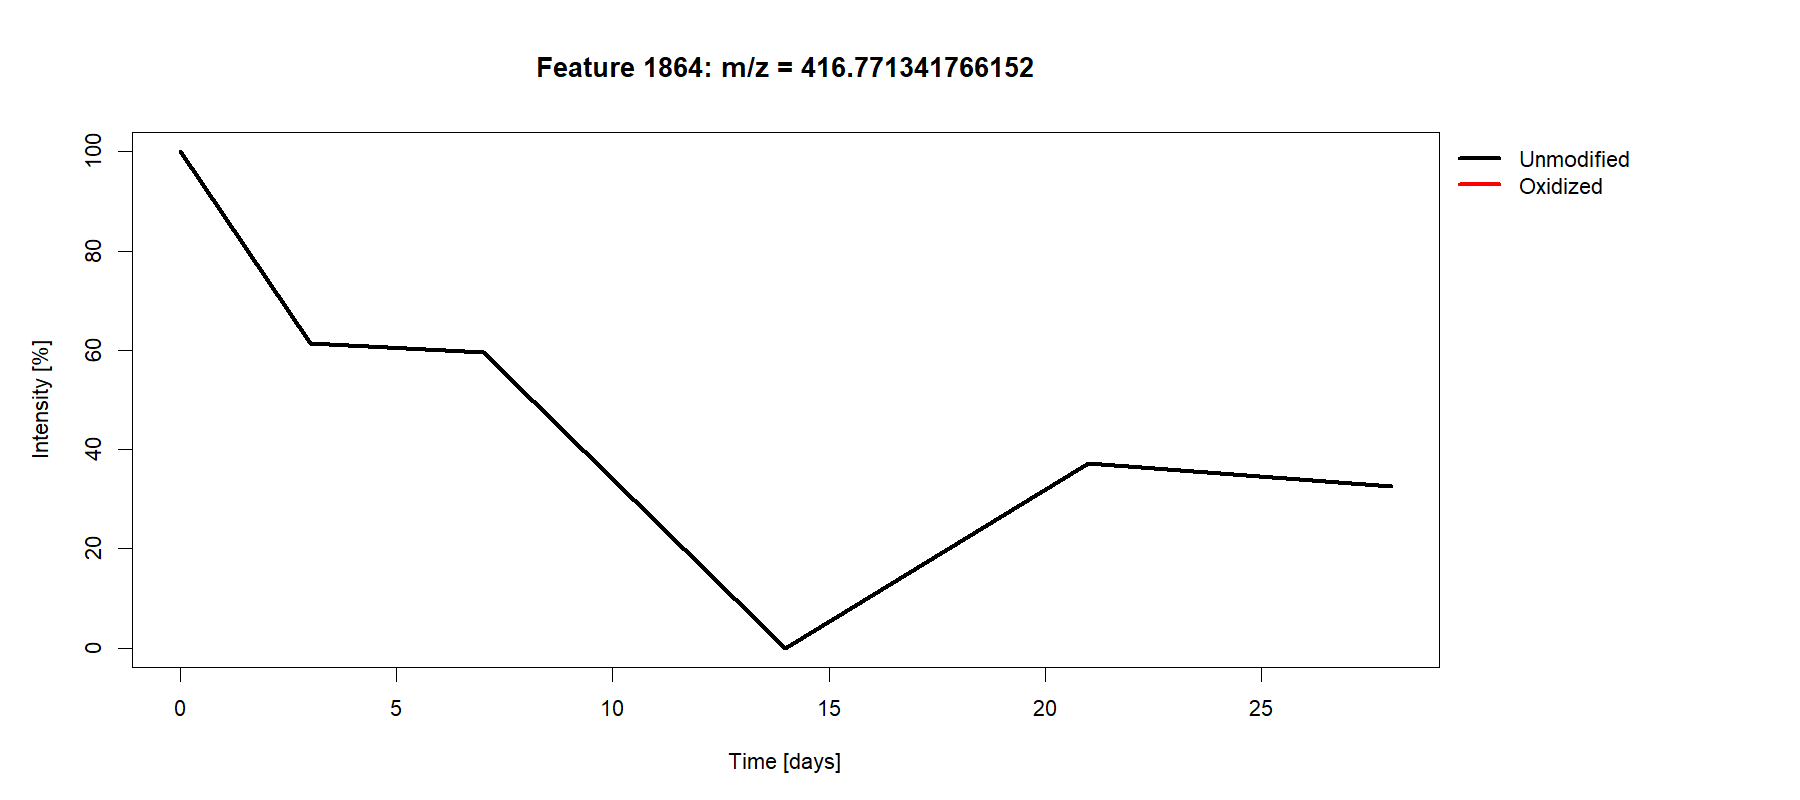 Feature 1864: m/z = 416.771341766152
Unmodified
Oxidized
Intensity [%]
100
80
60
40
20
0
0 5 10 15 20 25
Time [days]